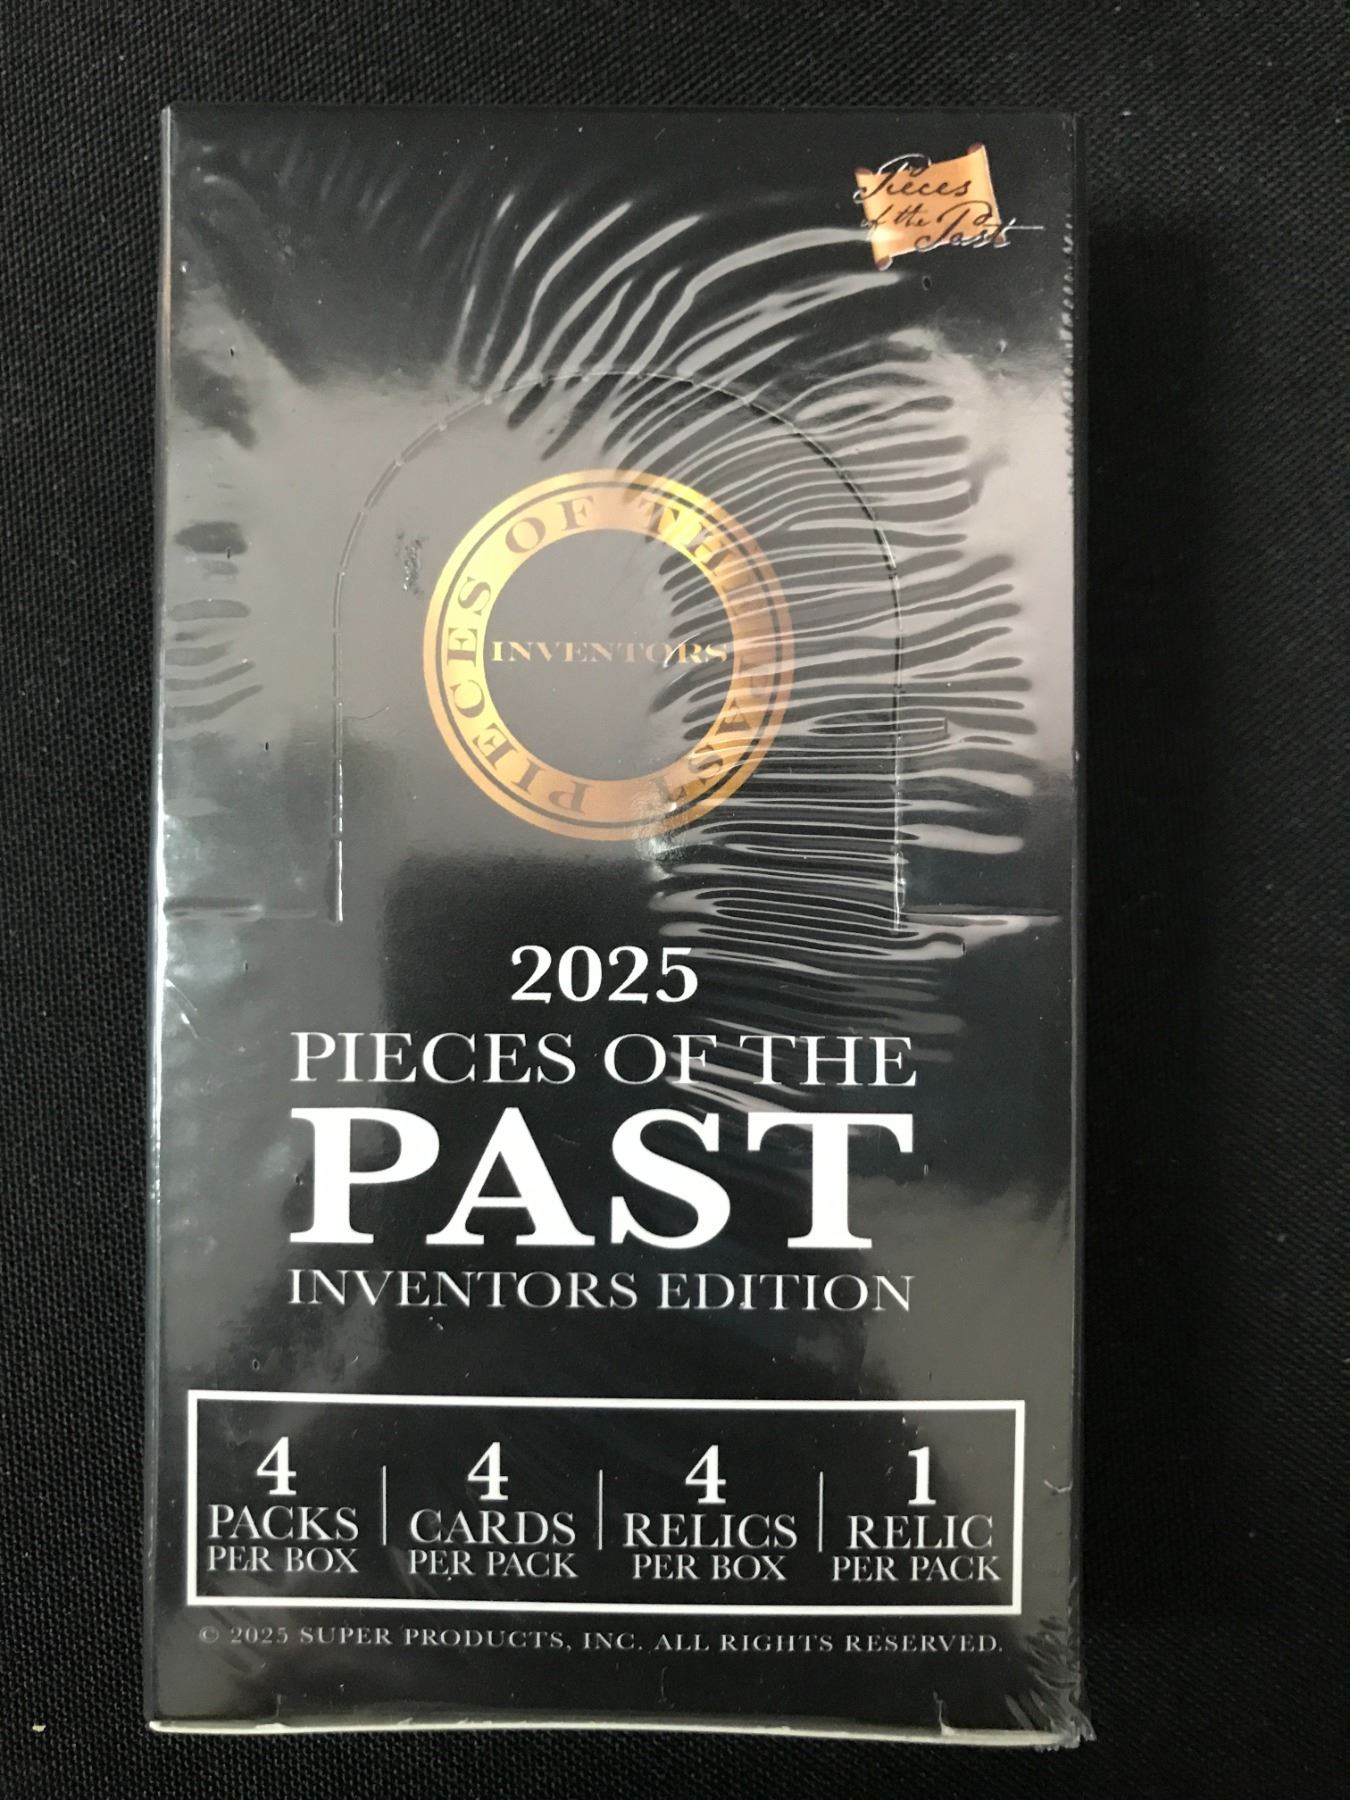 Pieces
of the Past
PIECES OF THE PAST
INVENTORS
2025
PIECES OF THE
PAST
INVENTORS EDITION
4 PACKS PER BOX
4 CARDS PER PACK
4 RELICS PER BOX
1 RELIC PER PACK
© 2025 SUPER PRODUCTS, INC. ALL RIGHTS RESERVED.